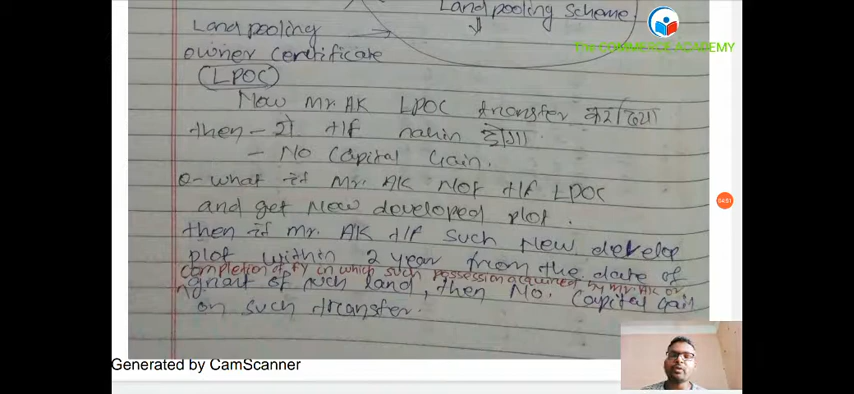 Land pooling scheme
The COMMERCE ACADEMY
Land pooling
owner certificate
(LPOC)
Now Mr. AK LPOC transfer कर दिया
then - ये t/f nahin होगा
- No Capital Gain.
Q- what if Mr. AK Not t/f LPOC
and get New developed plot.
then if Mr. AK t/f such New develop
plot within 2 year from the date of
completion of FY in which such possession acquired by Mr. AK or
of such land, then No. Capital Gain
on such transfer.
04:51
Generated by CamScanner